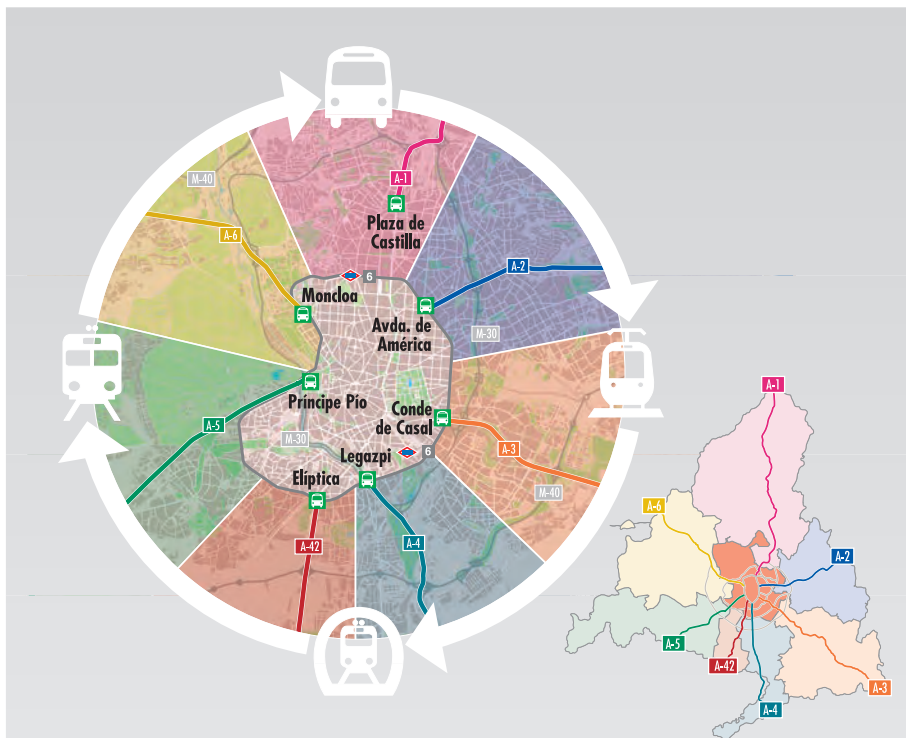 M-40
A-1
Plaza de
Castilla
A-6
A-2
6
Moncloa
Avda. de
América
M-30
Príncipe Pío
Conde
de Casal
A-5
M-30
Legazpi
6
A-3
Elíptica
M-40
A-42
A-4
A-1
A-6
A-2
A-5
A-42
A-3
A-4